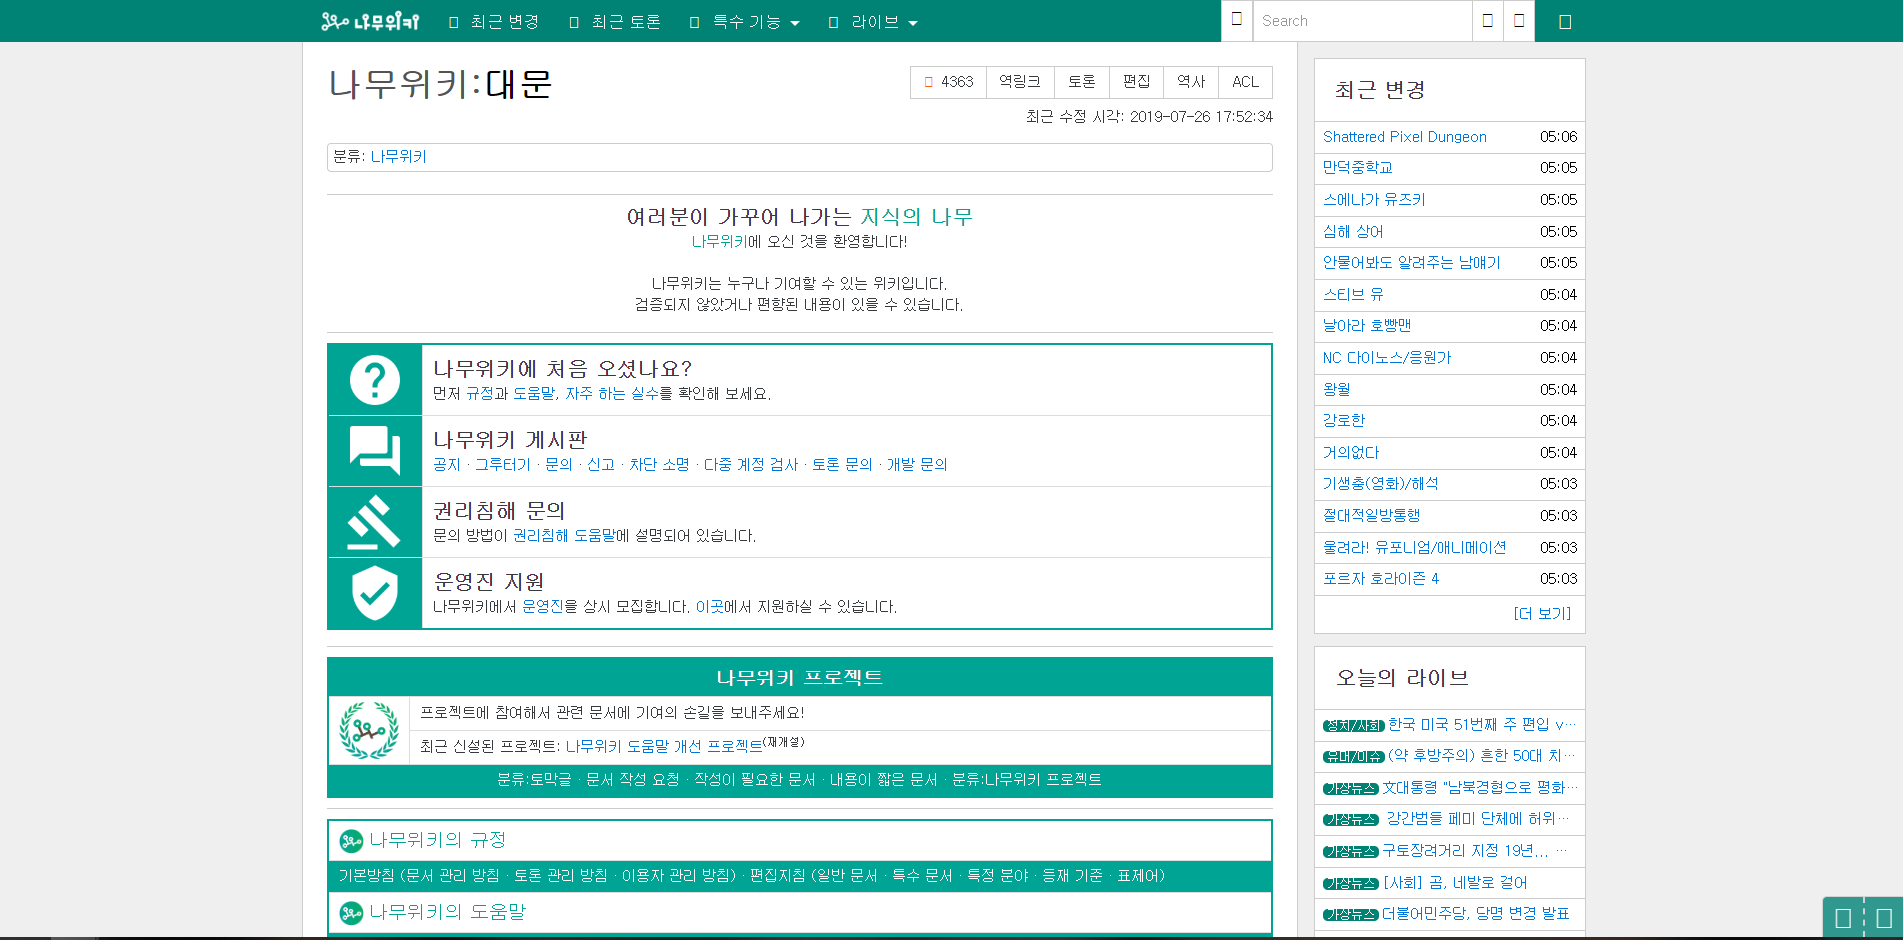 나무위키 최근 변경 최근 토론 특수 기능 라이브 Search
나무위키:대문
4363 역링크 토론 편집 역사 ACL
최근 수정 시각: 2019-07-26 17:52:34
분류: 나무위키
여러분이 가꾸어 나가는 지식의 나무
나무위키에 오신 것을 환영합니다!
나무위키는 누구나 기여할 수 있는 위키입니다.
검증되지 않았거나 편향된 내용이 있을 수 있습니다.
나무위키에 처음 오셨나요?
먼저 규정과 도움말, 자주 하는 실수를 확인해 보세요.
나무위키 게시판
공지 · 그루터기 · 문의 · 신고 · 차단 소명 · 다중 계정 검사 · 토론 문의 · 개발 문의
권리침해 문의
문의 방법이 권리침해 도움말에 설명되어 있습니다.
운영진 지원
나무위키에서 운영진을 상시 모집합니다. 이곳에서 지원하실 수 있습니다.
나무위키 프로젝트
프로젝트에 참여해서 관련 문서에 기여의 손길을 보내주세요!
최근 신설된 프로젝트: 나무위키 도움말 개선 프로젝트(재개설)
분류:토막글 · 문서 작성 요청 · 작성이 필요한 문서 · 내용이 짧은 문서 · 분류:나무위키 프로젝트
나무위키의 규정
기본방침 (문서 관리 방침 · 토론 관리 방침 · 이용자 관리 방침) · 편집지침 (일반 문서 · 특수 문서 · 특정 분야 · 등재 기준 · 표제어)
나무위키의 도움말
최근 변경
Shattered Pixel Dungeon 05:06
만덕중학교 05:05
스에나가 유즈키 05:05
심해 상어 05:05
안물어봐도 알려주는 남얘기 05:05
스티브 유 05:04
날아라 호빵맨 05:04
NC 다이노스/응원가 05:04
왕월 05:04
강로한 05:04
거의없다 05:04
기생충(영화)/해석 05:03
절대적일방통행 05:03
울려라! 유포니엄/애니메이션 05:03
포르자 호라이즌 4 05:03
[더 보기]
오늘의 라이브
정치/사회 한국 미국 51번째 주 편입 v…
유머/이슈 (약 후방주의) 흔한 50대 치…
가상뉴스 文대통령 "남북경협으로 평화…
가상뉴스 강간범들 페미 단체에 허위…
가상뉴스 구토장려거리 지정 19년... …
가상뉴스 [사회] 곰, 네발로 걸어
가상뉴스 더불어민주당, 당명 변경 발표